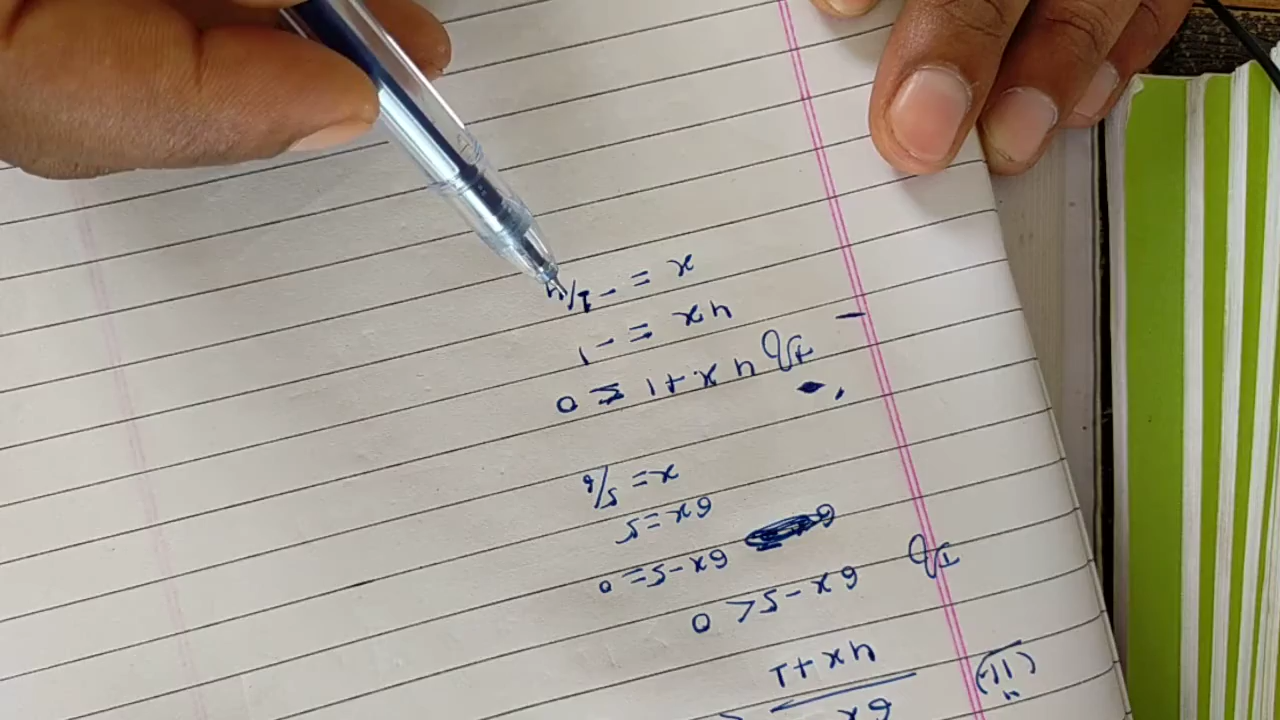 (ii) 6x
4x+1
If 6x-5<0
6x-5=0
6x=5
x=5/6
If 4x+1 < 0
4x = -1
x = -1/4